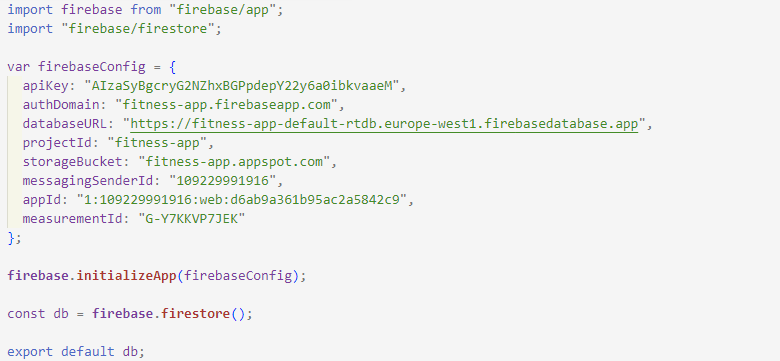 import firebase from "firebase/app";
import "firebase/firestore";
var firebaseConfig = {
apiKey: "AIzaSyBgcryG2NZhxBGPpdepY22y6a0ibkvaaeM",
authDomain: "fitness-app.firebaseapp.com",
databaseURL: "https://fitness-app-default-rtdb.europe-west1.firebasedatabase.app",
projectId: "fitness-app",
storageBucket: "fitness-app.appspot.com",
messagingSenderId: "109229991916",
appId: "1:109229991916:web:d6ab9a361b95ac2a5842c9",
measurementId: "G-Y7KKVP7JEK"
};
firebase.initializeApp(firebaseConfig);
const db = firebase.firestore();
export default db;